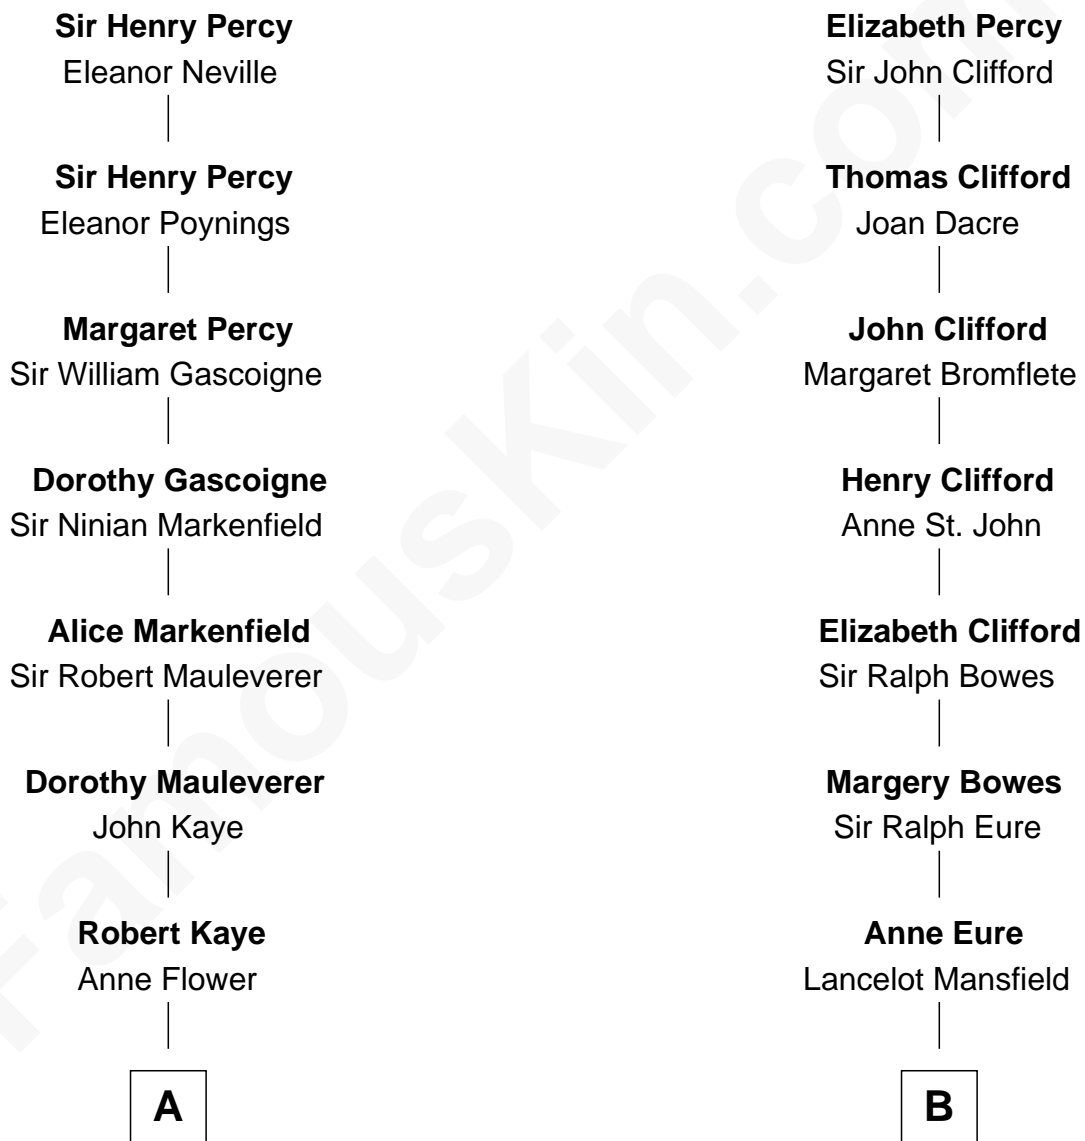 Sir Henry Percy
Eleanor Neville
Sir Henry Percy
Eleanor Poynings
Margaret Percy
Sir William Gascoigne
Dorothy Gascoigne
Sir Ninian Markenfield
Alice Markenfield
Sir Robert Mauleverer
Dorothy Mauleverer
John Kaye
Robert Kaye
Anne Flower
A
Elizabeth Percy
Sir John Clifford
Thomas Clifford
Joan Dacre
John Clifford
Margaret Bromflete
Henry Clifford
Anne St. John
Elizabeth Clifford
Sir Ralph Bowes
Margery Bowes
Sir Ralph Eure
Anne Eure
Lancelot Mansfield
B
FamousKin.com